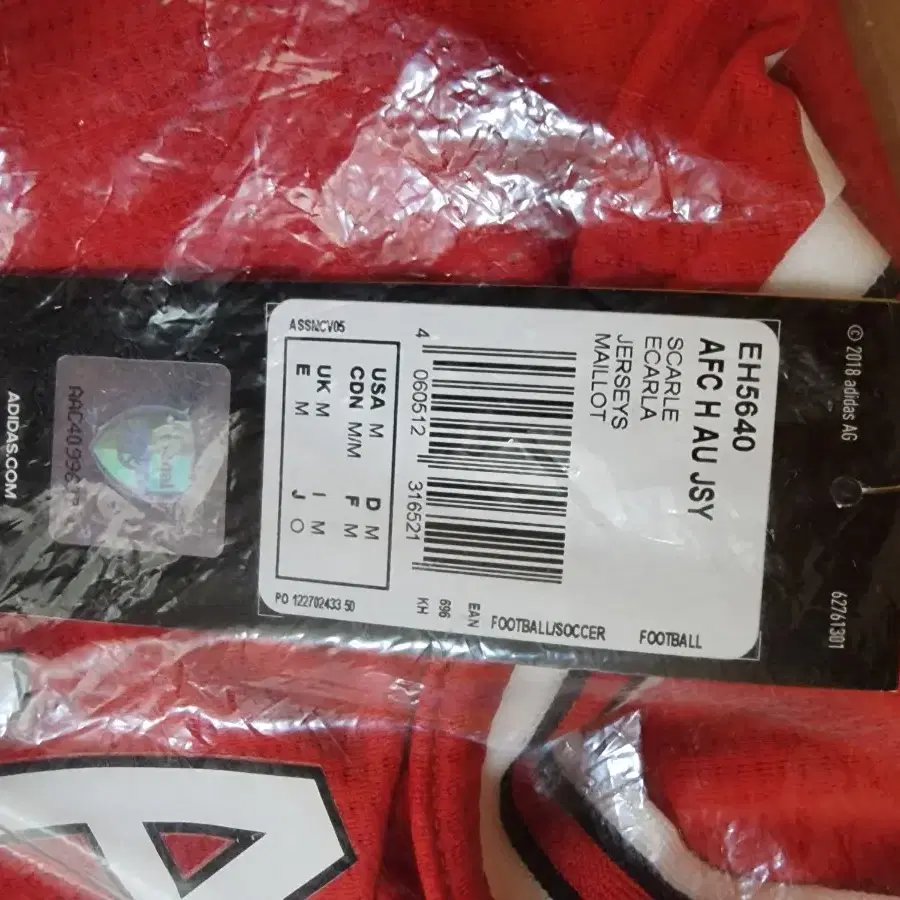 © 2018 adidas AG
62761301
EH5640
AFC H AU JSY
SCARLE
ECARLA
JERSEYS
MAILLOT
FOOTBALL
FOOTBALL/SOCCER
EAN
696
KH
4 060512 316521
ASSNCV05
USA M D M
CDN M/M F M
UK M I M
E M J O
PO 122702433 50
ADIDAS.COM